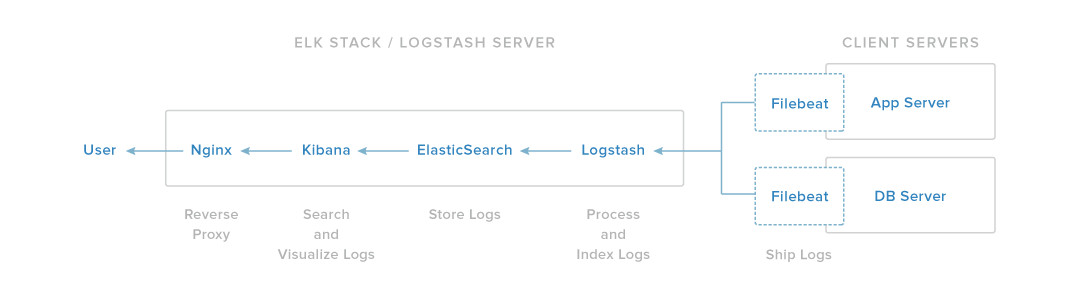 ELK STACK / LOGSTASH SERVER
CLIENT SERVERS
Filebeat
App Server
User
Nginx
Kibana
ElasticSearch
Logstash
Filebeat
DB Server
Reverse
Proxy
Search
and
Visualize Logs
Store Logs
Process
and
Index Logs
Ship Logs